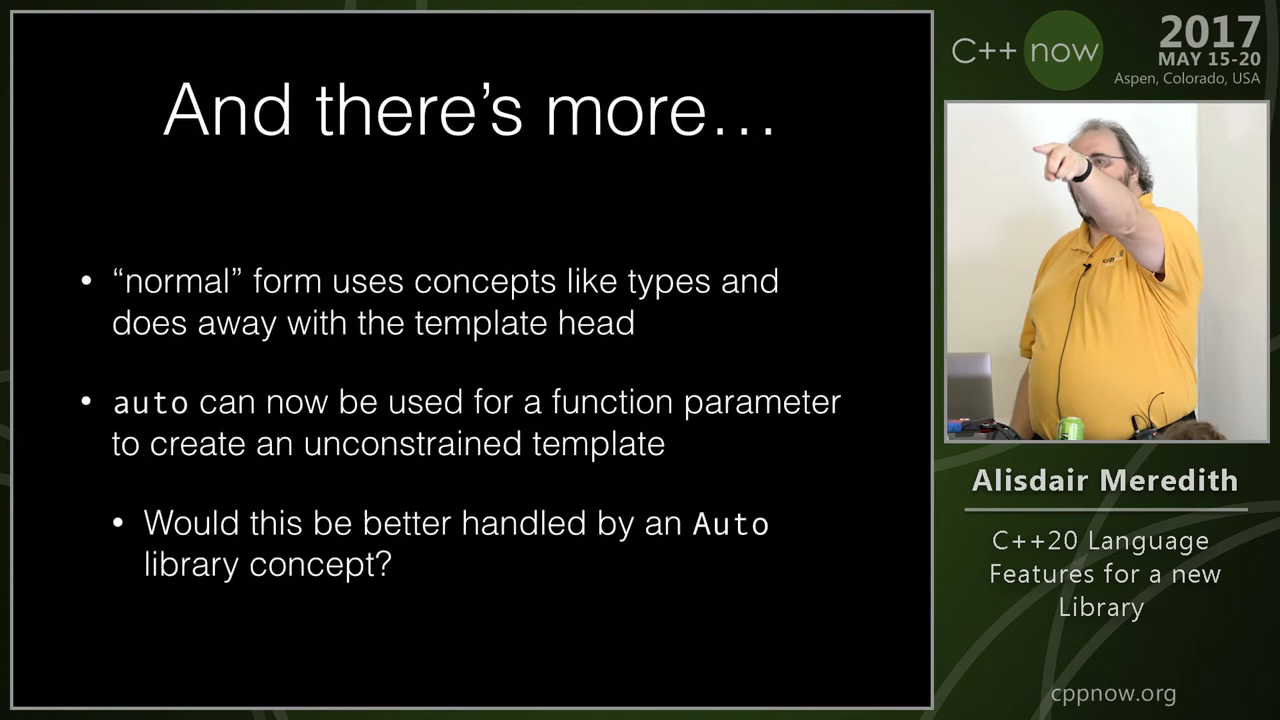 And there’s more…
• “normal” form uses concepts like types and
does away with the template head
• auto can now be used for a function parameter
to create an unconstrained template
• Would this be better handled by an Auto
library concept?
C++ now
2017
MAY 15-20
Aspen, Colorado, USA
Alisdair Meredith
C++20 Language
Features for a new
Library
cppnow.org